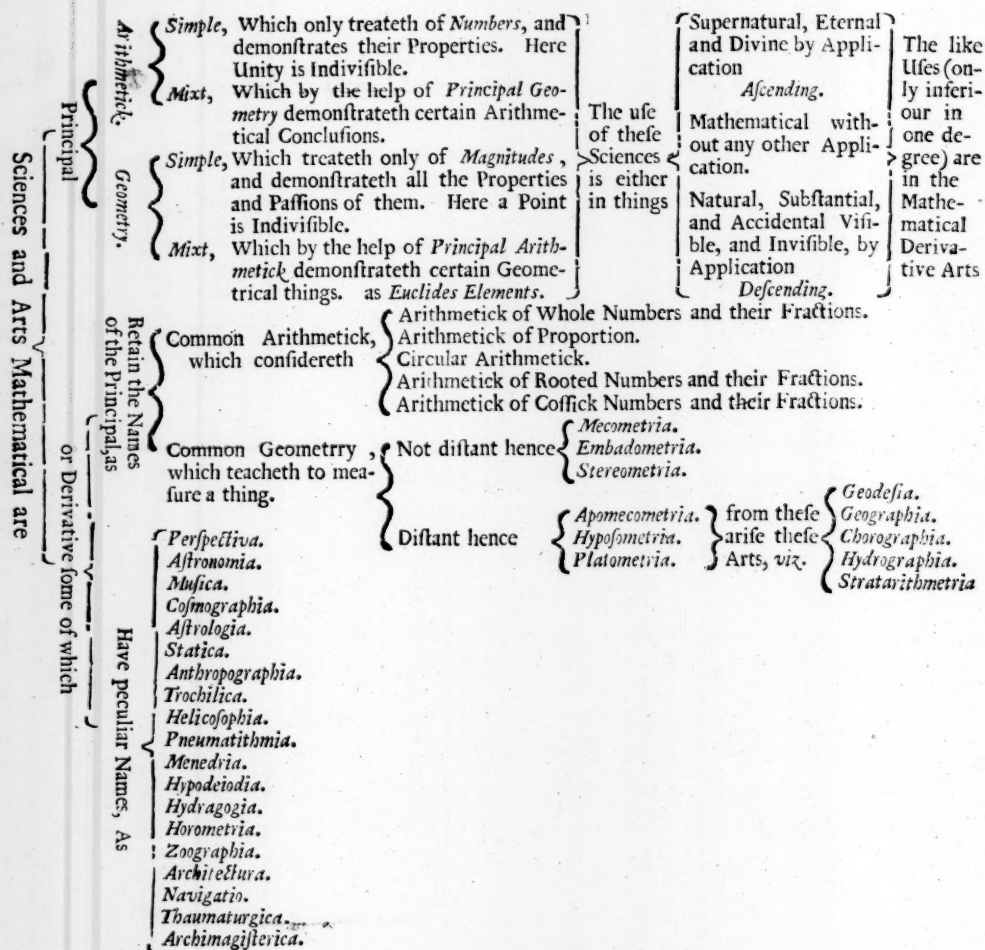 Sciences and Arts Mathematical are
Principal
Arithmetick.
Simple, Which only treateth of Numbers, and
demonſtrates their Properties. Here
Unity is Indiviſible.
Mixt, Which by the help of Principal Geo-
metry demonſtrateth certain Arithme-
tical Concluſions.
Geometry.
Simple, Which treateth only of Magnitudes,
and demonſtrateth all the Properties
and Paſſions of them. Here a Point
is Indiviſible.
Mixt, Which by the help of Principal Arith-
metick demonſtrateth certain Geome-
trical things. as Euclides Elements.
The uſe
of theſe
Sciences
is either
in things
Supernatural, Eternal
and Divine by Appli-
cation
Aſcending.
Mathematical with-
out any other Appli-
cation.
Natural, Subſtantial,
and Accidental Viſi-
ble, and Inviſible, by
Application
Deſcending.
The like
Uſes (on-
ly inferi-
our in
one de-
gree) are
in the
Mathe-
matical
Deriva-
tive Arts
or Derivative ſome of which
Retain the Names
of the Principal, as
Common Arithmetick,
which conſidereth
Arithmetick of Whole Numbers and their Fractions.
Arithmetick of Proportion.
Circular Arithmetick.
Arithmetick of Rooted Numbers and their Fractions.
Arithmetick of Coſſick Numbers and their Fractions.
Common Geometrry,
which teacheth to mea-
ſure a thing.
Not diſtant hence
Mecometria.
Embadometria.
Stereometria.
Diſtant hence
Apomecometria.
Hypoſometria.
Platometria.
from theſe
ariſe theſe
Arts, viz.
Geodeſia.
Geographia.
Chorographia.
Hydrographia.
Stratarithmetria
Have peculiar Names, As
Perſpectiva.
Aſtronomia.
Muſica.
Coſmographia.
Aſtrologia.
Statica.
Anthropographia.
Trochilica.
Helicoſophia.
Pneumatithmia.
Menedria.
Hypodeiodia.
Hydragogia.
Horometria.
Zoographia.
Architectura.
Navigatio.
Thaumaturgica.
Archimagiſterica.